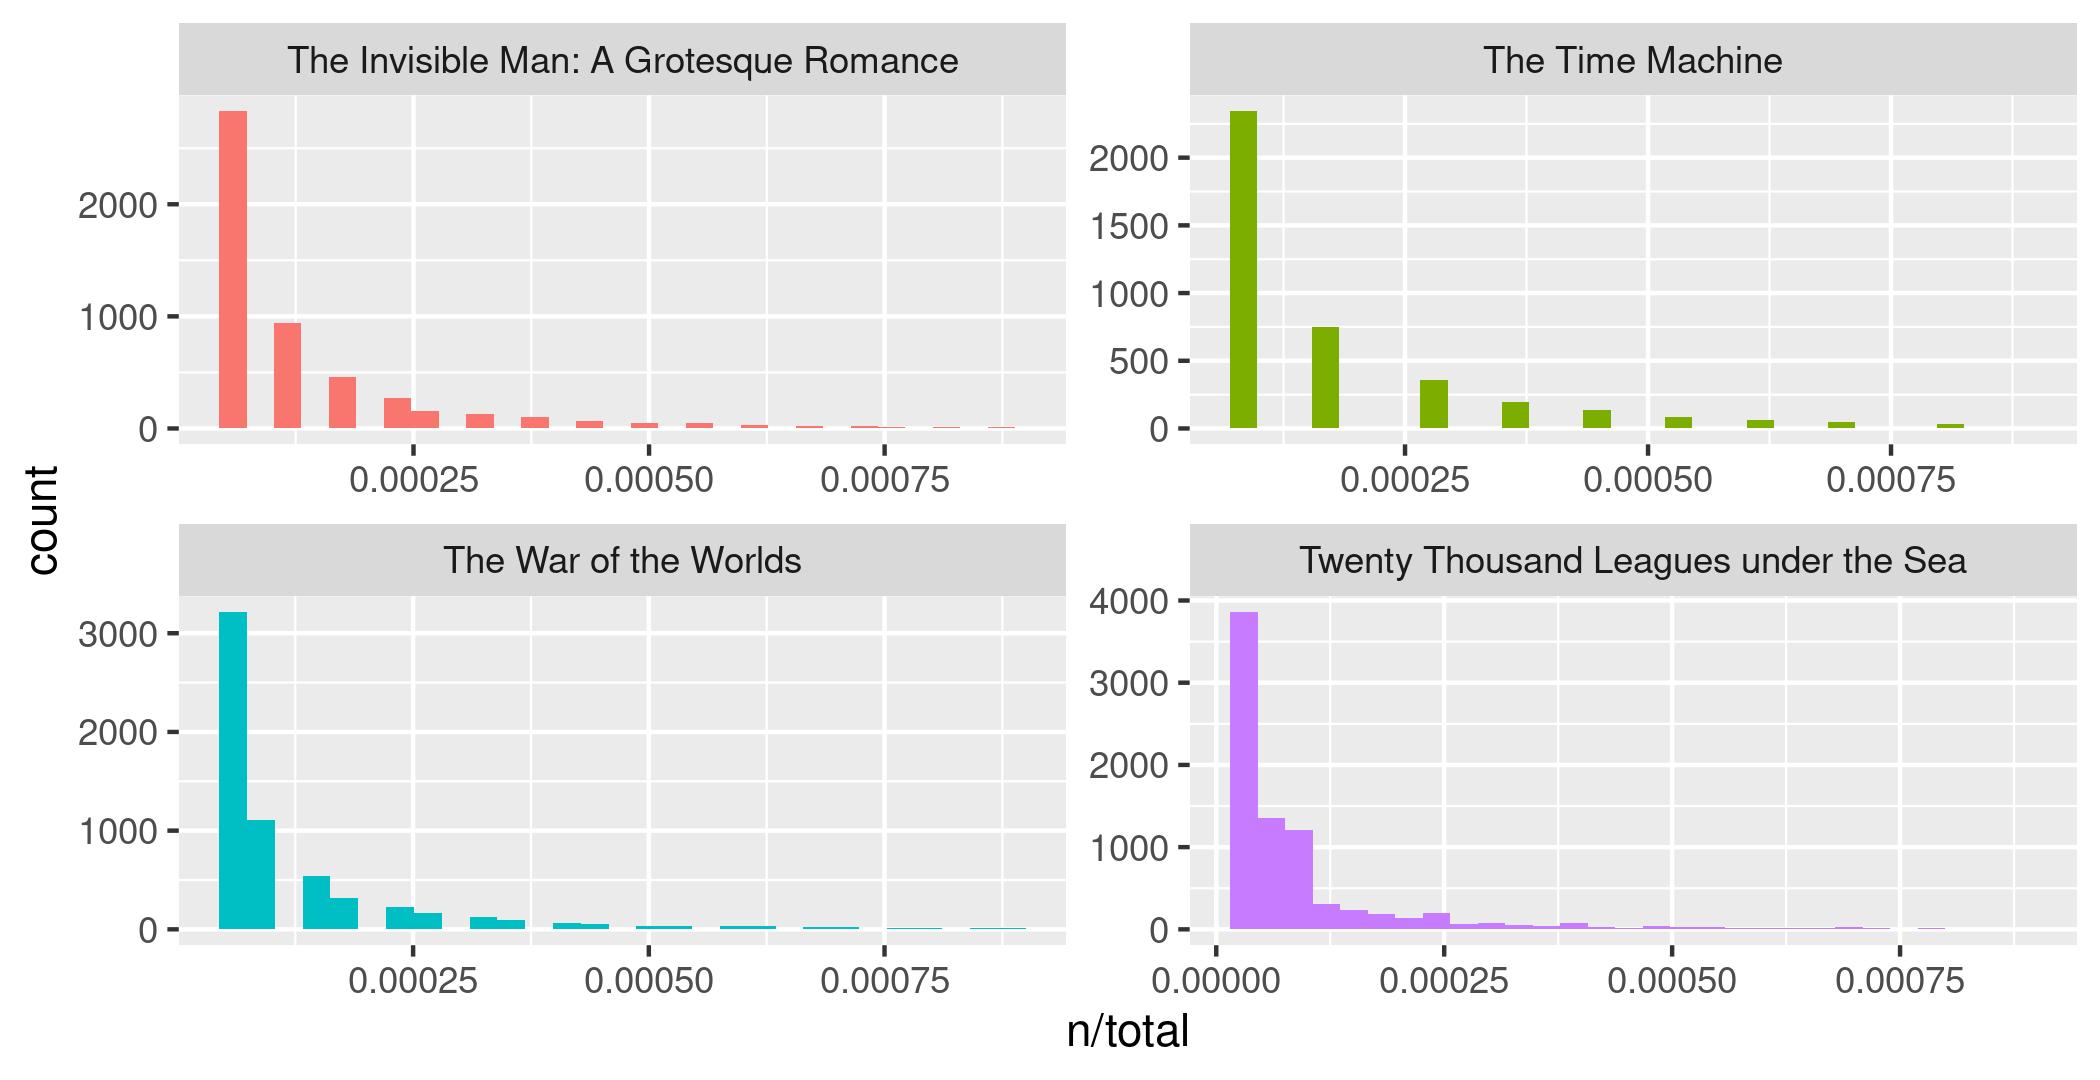 The Invisible Man: A Grotesque Romance
The Time Machine
2000
1000
0
0.00025 0.00050 0.00075
2000
1500
1000
500
0
0.00025 0.00050 0.00075
count
The War of the Worlds
Twenty Thousand Leagues under the Sea
3000
2000
1000
0
0.00025 0.00050 0.00075
4000
3000
2000
1000
0
0.00000 0.00025 0.00050 0.00075
n/total